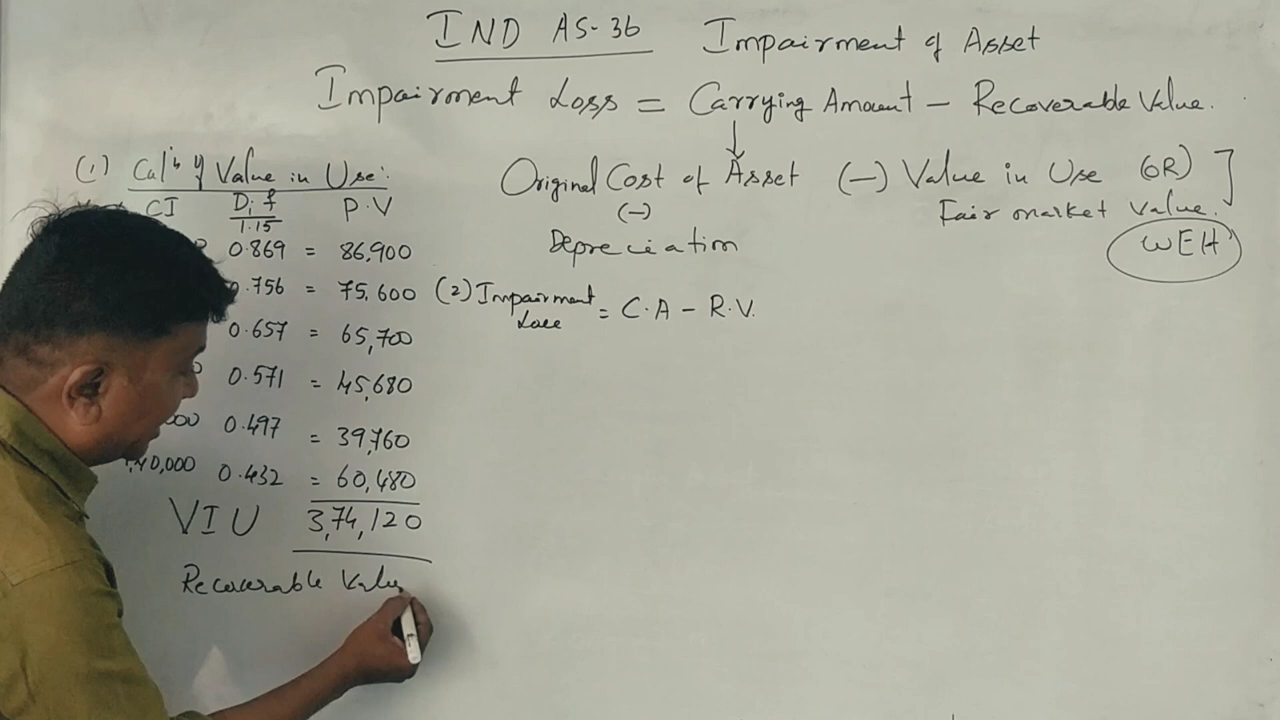 IND AS-36 Impairment of Asset
Impairment Loss = Carrying Amount - Recoverable Value.
(1) Cal'n of Value in Use:
CI D.f P.V
1.15
0.869 = 86,900
.756 = 75,600
0.657 = 65,700
0.571 = 45,680
000 0.497 = 39,760
1,40,000 0.432 = 60,480
VIU 3,74,120
Recoverable Value
↓
Original Cost of Asset (-) Value in Use (OR)
(-) Fair market value.
Depreciation WEH
(2) Impairment Loss = C.A - R.V.